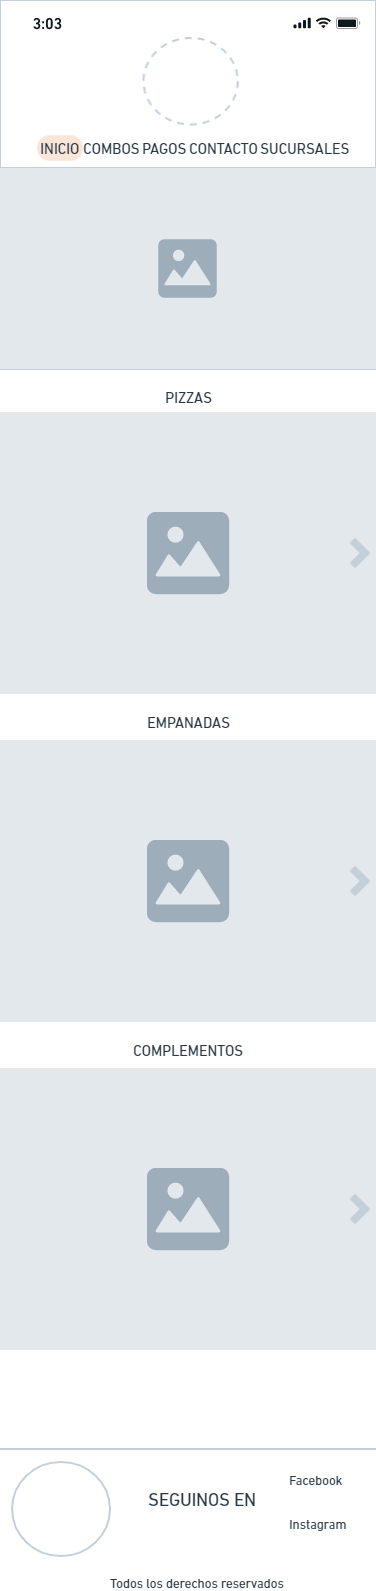 3:03
INICIO COMBOS PAGOS CONTACTO SUCURSALES
PIZZAS
EMPANADAS
COMPLEMENTOS
Facebook
SEGUINOS EN
Instagram
Todos los derechos reservados